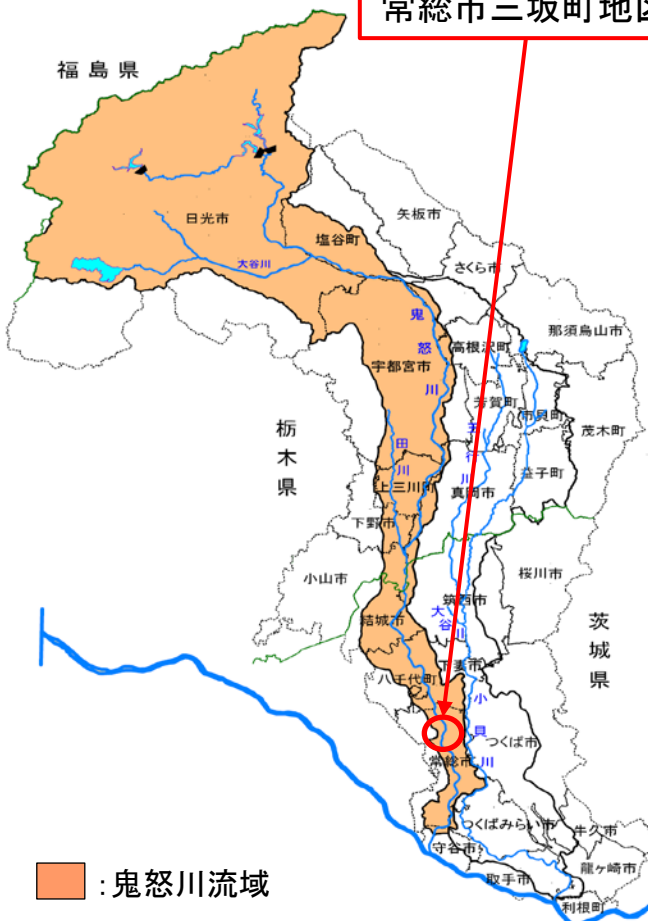 常総市三坂町地区
福島県
日光市
矢板市
塩谷町
大谷川
さくら市
鬼怒川
高根沢町
那須烏山市
宇都宮市
芳賀町
市貝町
茂木町
栃木県
田川
五行川
上三川町
真岡市
益子町
下野市
小山市
桜川市
筑西市
結城市
大谷川
茨城県
下妻市
八千代町
小貝川
つくば市
常総市
つくばみらい市
牛久市
守谷市
取手市
龍ヶ崎市
利根町
:鬼怒川流域